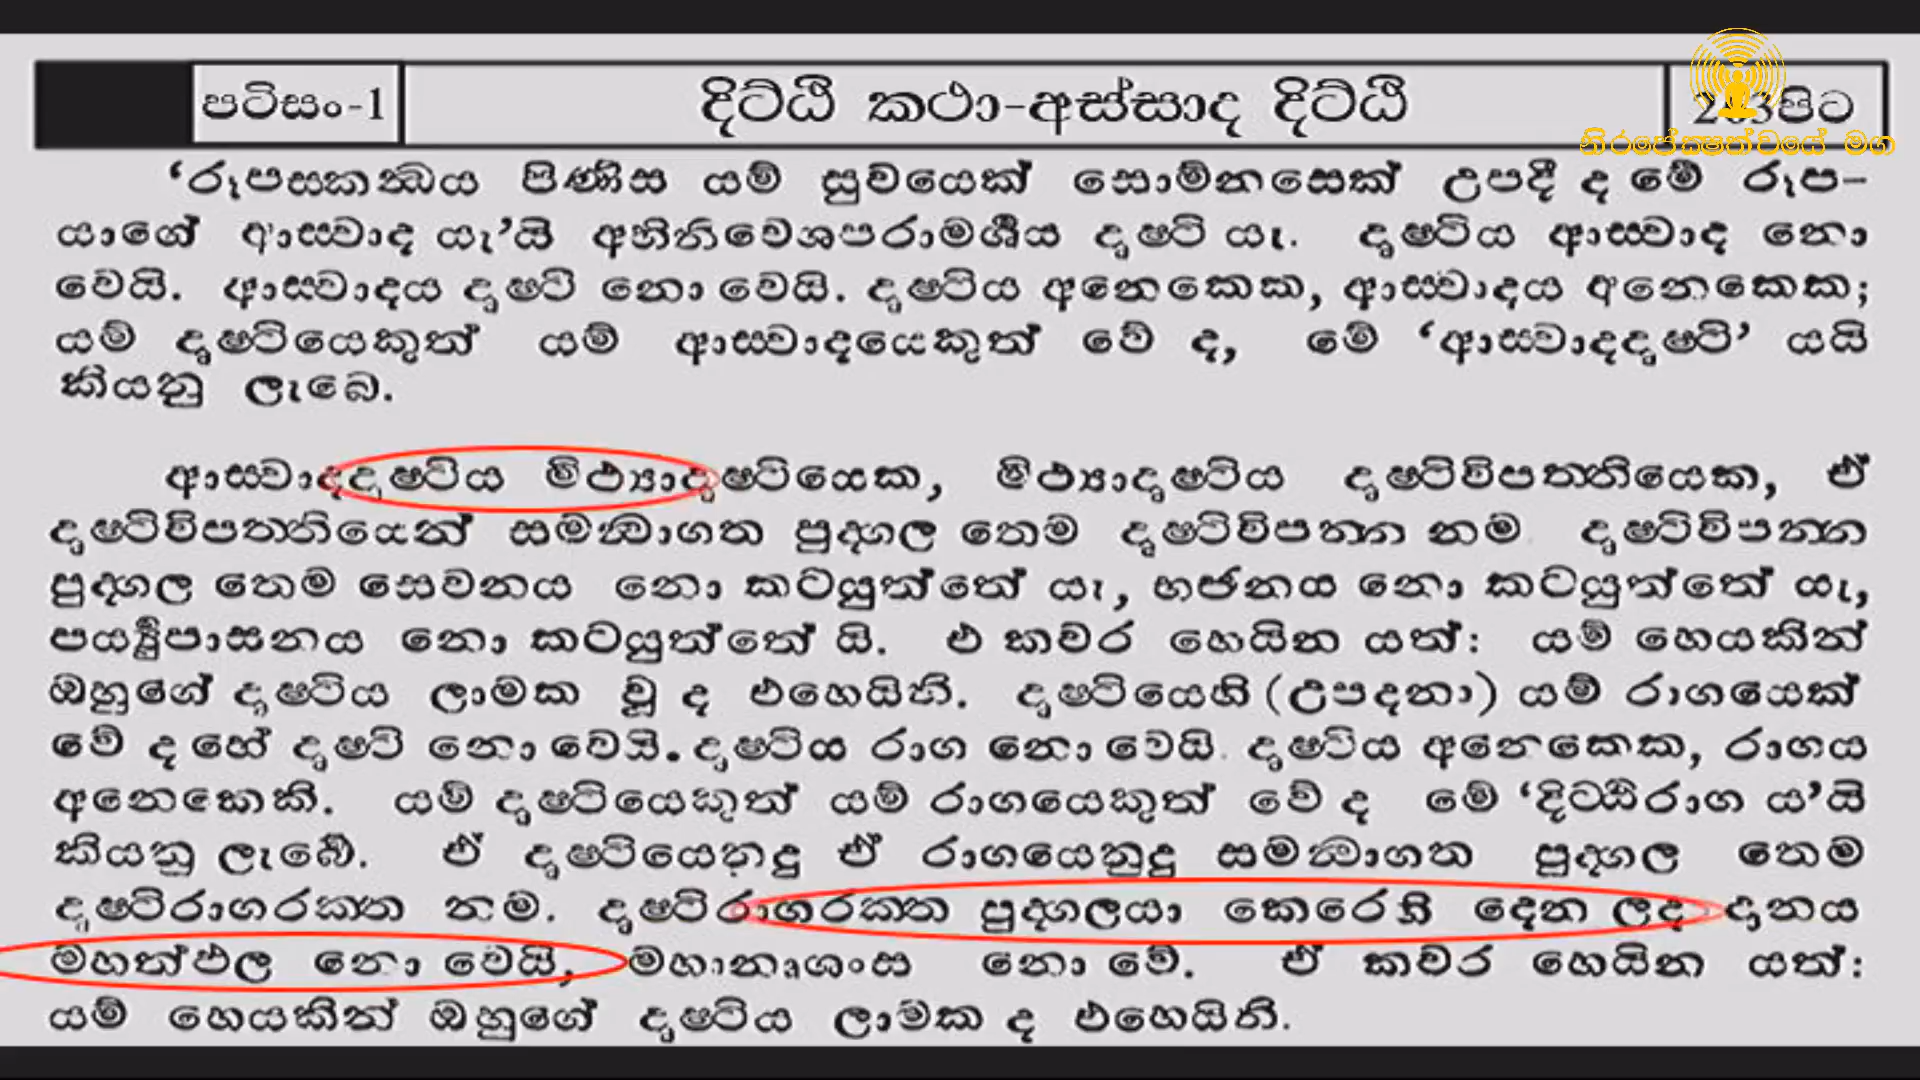 පටිසං-1
දිට්ඨි කථා-අස්සාද දිට්ඨි
පිට
නිරපේක්ෂත්වයේ මග
‘රූපස්කන්ධය පිණිස යම් සුවයෙක් සොම්නසෙක් උපදී ද මේ රූප-
යාගේ ආස්වාද යැ’යි අභිනිවෙශපරාමර්ශය දෘෂ්ටි යැ. දෘෂ්ටිය ආස්වාද නො
වෙයි. ආස්වාදය දෘෂ්ටි නො වෙයි. දෘෂ්ටිය අනෙකෙක, ආස්වාදය අනෙකෙක;
යම් දෘෂ්ටියෙකුත් යම් ආස්වාදයෙකුත් වේ ද, මේ ‘ආස්වාදදෘෂ්ටි’ යයි
කියනු ලැබෙ.
ආස්වාදදෘෂ්ටිය මිථ්‍යාදෘෂ්ටියෙක, මිථ්‍යාදෘෂ්ටිය දෘෂ්ටිවිපත්තියෙක, ඒ
දෘෂ්ටිවිපත්තියෙන් සමන්වාගත පුද්ගල තෙම දෘෂ්ටිවිපන්න නම. දෘෂ්ටිවිපන්න
පුද්ගල තෙම සෙවනය නො කටයුත්තේ යැ, භජනය නො කටයුත්තේ යැ,
පර්‍ය්‍යුපාසනය නො කටයුත්තේ යි. එ කවර හෙයින යත්: යම් හෙයකින්
ඔහුගේ දෘෂ්ටිය ලාමක වූ ද එහෙයිනි. දෘෂ්ටියෙහි (උපදනා) යම් රාගයෙක්
වේ ද හේ දෘෂ්ටි නො වෙයි. දෘෂ්ටිය රාග නො වෙයි. දෘෂ්ටිය අනෙකෙක, රාගය
අනෙකෙකි. යම් දෘෂ්ටියෙකුත් යම් රාගයෙකුත් වේ ද මේ ‘දිට්ඨිරාග ය’යි
කියනු ලැබේ. ඒ දෘෂ්ටියෙනුදු ඒ රාගයෙනුදු සමන්වාගත පුද්ගල තෙම
දෘෂ්ටිරාගරක්ත නම. දෘෂ්ටිරාගරක්ත පුද්ගලයා කෙරෙහි දෙන ලද දානය
මහත්ඵල නො වෙයි, මහානෘශංස නො වේ. ඒ කවර හෙයින යත්:
යම් හෙයකින් ඔහුගේ දෘෂ්ටිය ලාමක ද එහෙයිනි.